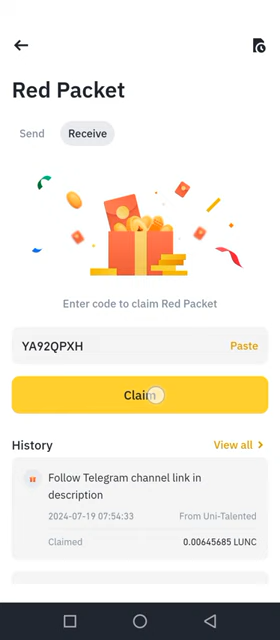 Red Packet
Send Receive
Enter code to claim Red Packet
YA92QPXH Paste
Claim
History View all
Follow Telegram channel link in
description
2024-07-19 07:54:33 From Uni-Talented
Claimed 0.00645685 LUNC